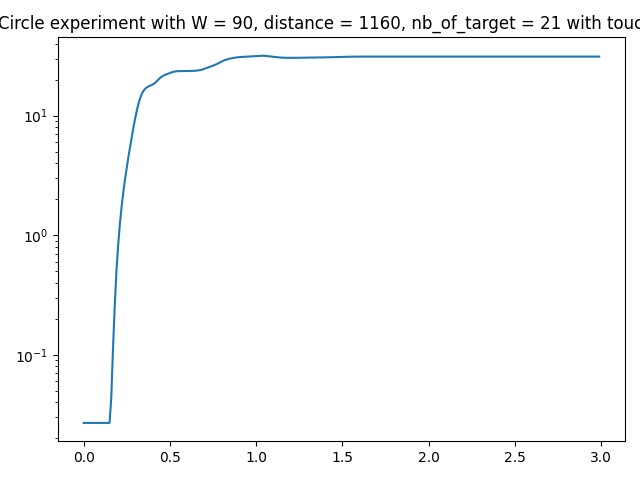 Circle experiment with W = 90, distance = 1160, nb_of_target = 21 with touc
10¹
10⁰
10⁻¹
0.0 0.5 1.0 1.5 2.0 2.5 3.0